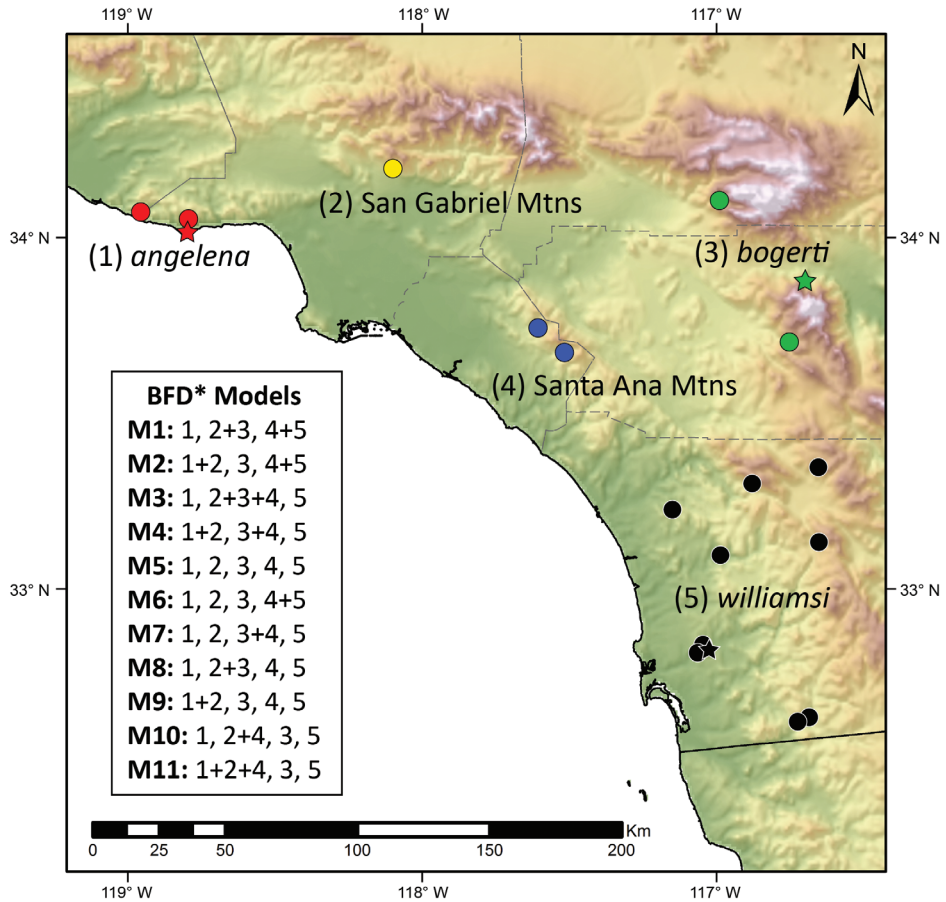 119° W 118° W 117° W
N
(2) San Gabriel Mtns
34° N 34° N
(1) angelena
(3) bogerti
(4) Santa Ana Mtns
BFD* Models
M1: 1, 2+3, 4+5
M2: 1+2, 3, 4+5
M3: 1, 2+3+4, 5
M4: 1+2, 3+4, 5
M5: 1, 2, 3, 4, 5
M6: 1, 2, 3, 4+5
M7: 1, 2, 3+4, 5
M8: 1, 2+3, 4, 5
M9: 1+2, 3, 4, 5
M10: 1, 2+4, 3, 5
M11: 1+2+4, 3, 5
33° N 33° N
(5) williamsi
Km
0 25 50 100 150 200
119° W 118° W 117° W